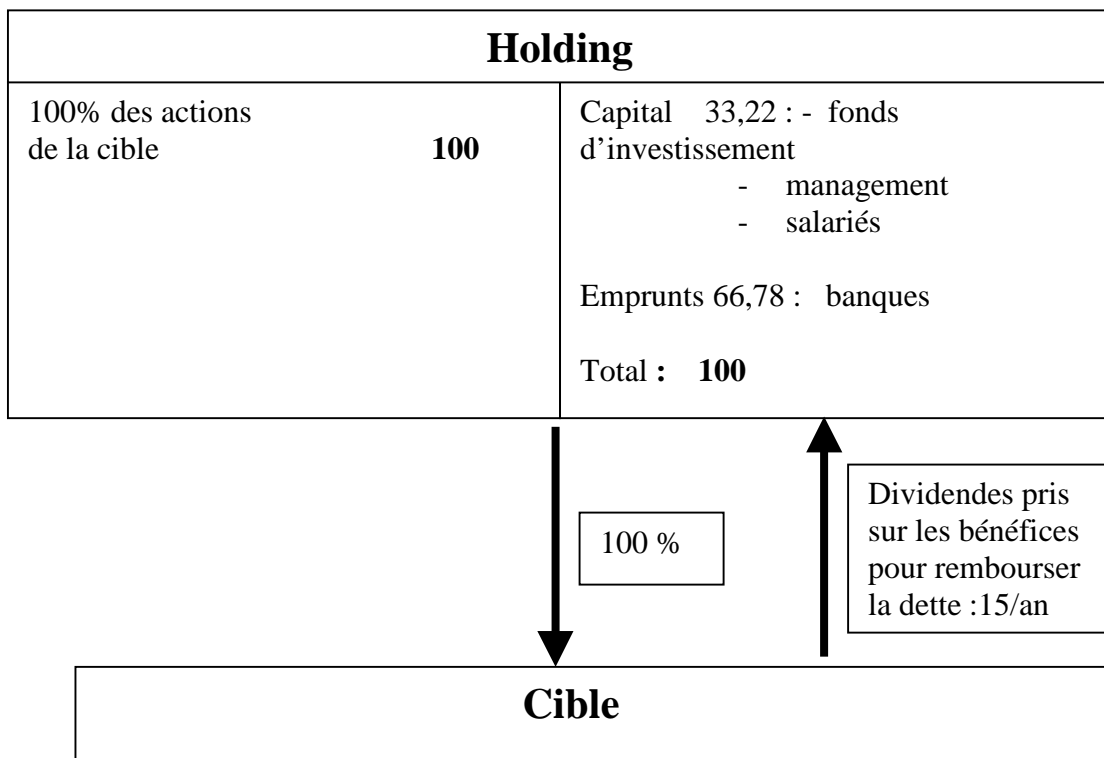 Holding
100% des actions
de la cible 100
Capital 33,22 : - fonds
d’investissement
- management
- salariés
Emprunts 66,78 : banques
Total : 100
100 %
Dividendes pris
sur les bénéfices
pour rembourser
la dette :15/an
Cible